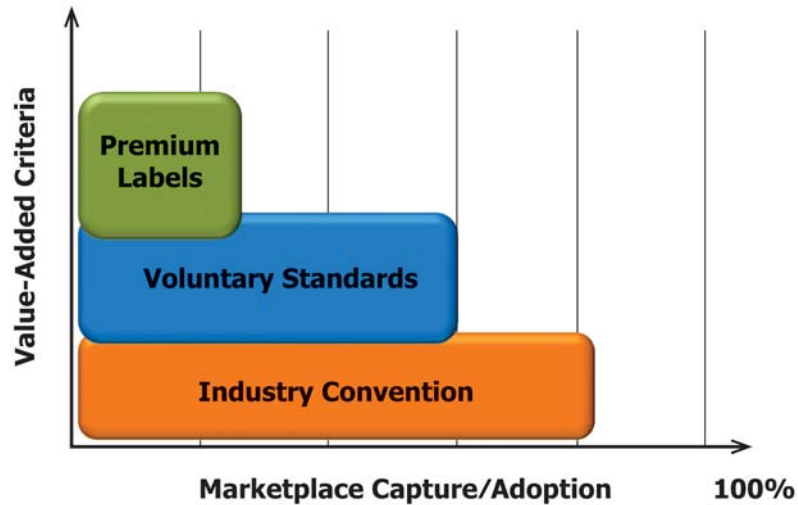 Value-Added Criteria
Premium
Labels
Voluntary Standards
Industry Convention
Marketplace Capture/Adoption 100%